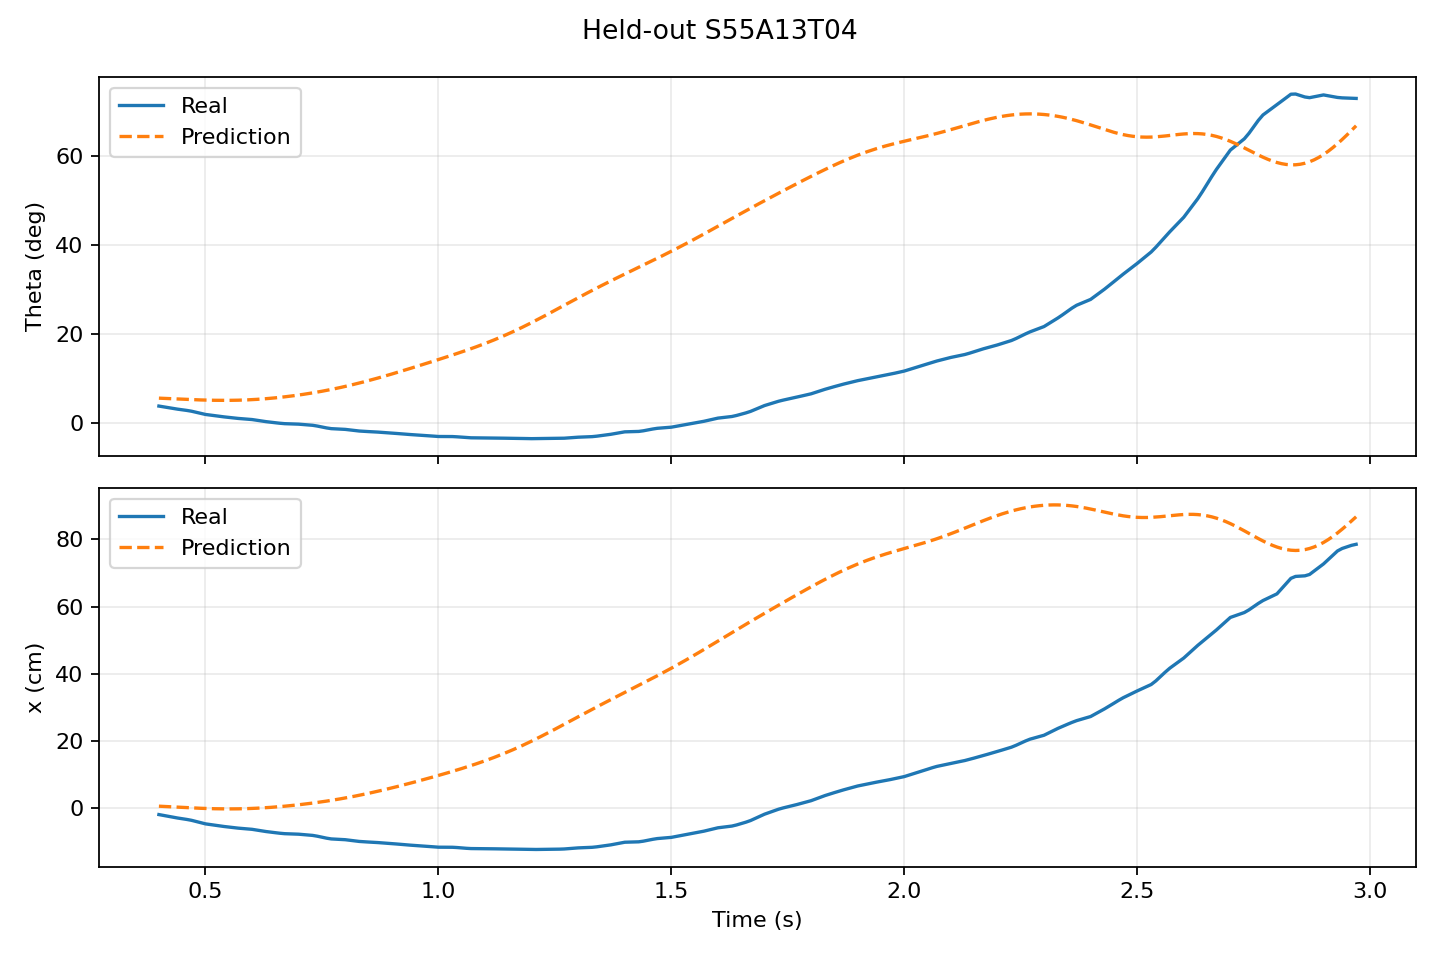 Held-out S55A13T04
Real
Prediction
Theta (deg)
60
40
20
0
Real
Prediction
x (cm)
80
60
40
20
0
0.5 1.0 1.5 2.0 2.5 3.0
Time (s)